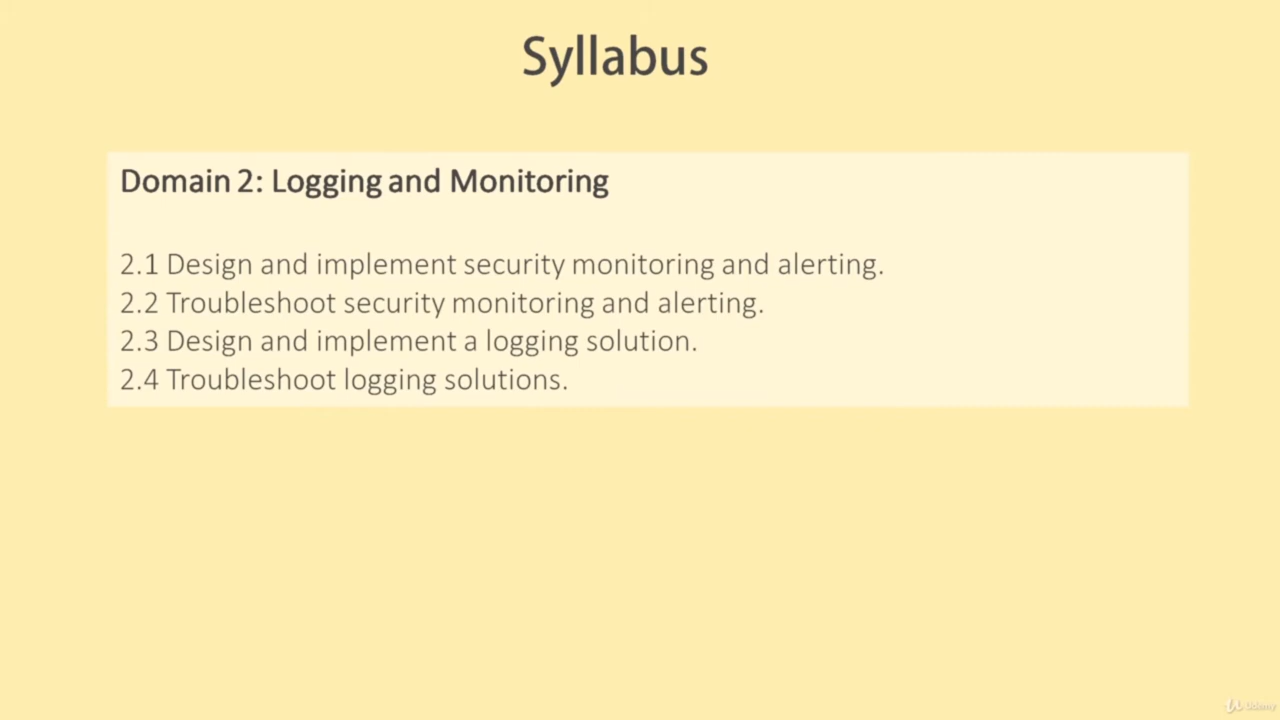 Syllabus
Domain 2: Logging and Monitoring
2.1 Design and implement security monitoring and alerting.
2.2 Troubleshoot security monitoring and alerting.
2.3 Design and implement a logging solution.
2.4 Troubleshoot logging solutions.
Udemy